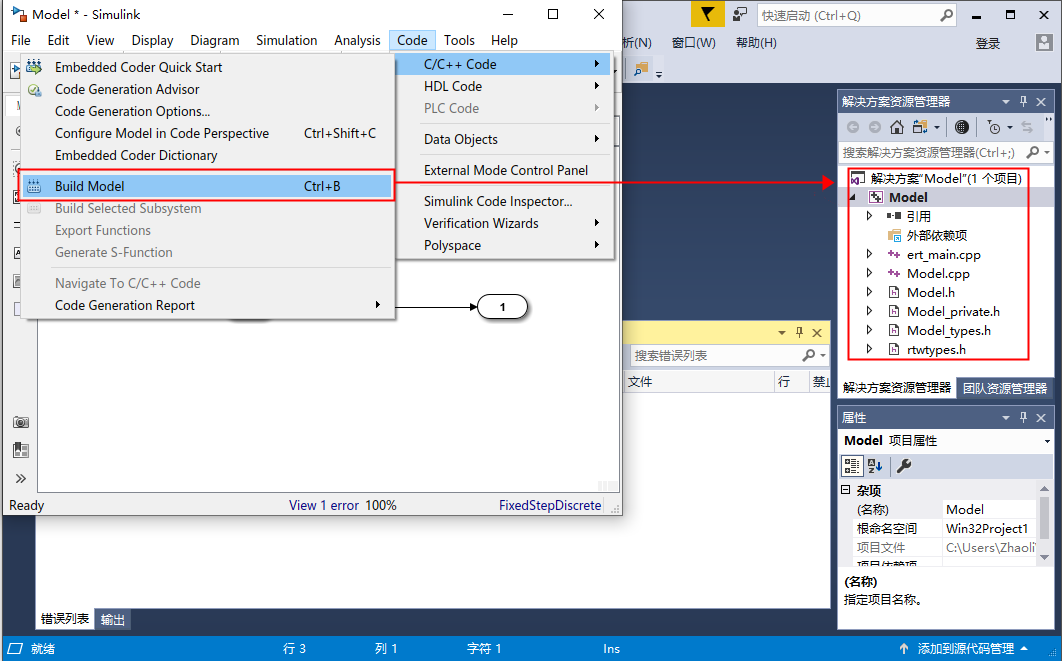 Model * - Simulink
File Edit View Display Diagram Simulation Analysis Code Tools Help
Embedded Coder Quick Start
Code Generation Advisor
Code Generation Options...
Configure Model in Code Perspective Ctrl+Shift+C
Embedded Coder Dictionary
Build Model Ctrl+B
Build Selected Subsystem
Export Functions
Generate S-Function
Navigate To C/C++ Code
Code Generation Report
C/C++ Code
HDL Code
PLC Code
Data Objects
External Mode Control Panel
Simulink Code Inspector...
Verification Wizards
Polyspace
1
Ready View 1 error 100% FixedStepDiscrete
快速启动 (Ctrl+Q)
析(N) 窗口(W) 帮助(H) 登录
解决方案资源管理器
搜索解决方案资源管理器(Ctrl+;)
解决方案"Model"(1 个项目)
Model
引用
外部依赖项
ert_main.cpp
Model.cpp
Model.h
Model_private.h
Model_types.h
rtwtypes.h
解决方案资源管理器 团队资源管理器
搜索错误列表
文件 行 禁止
属性
Model 项目属性
杂项
(名称) Model
根命名空间 Win32Project1
项目文件 C:\Users\Zhaoli
项目依赖项
(名称)
指定项目名称。
错误列表 输出
就绪 行 3 列 1 字符 1 Ins 添加到源代码管理